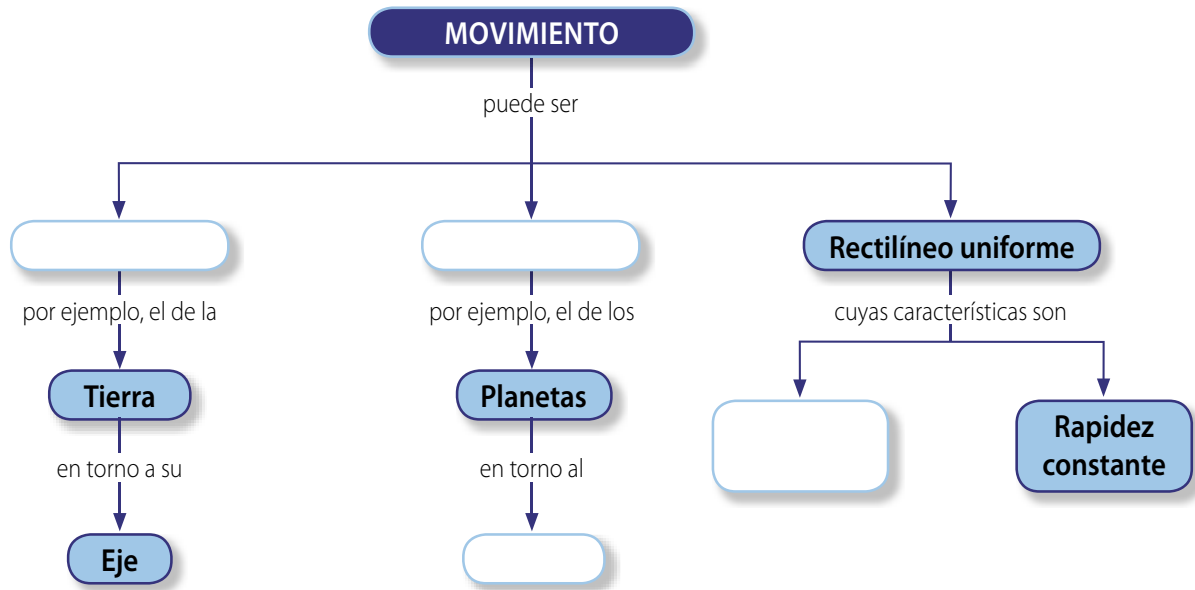 MOVIMIENTO
puede ser
Rectilíneo uniforme
por ejemplo, el de la
por ejemplo, el de los
cuyas características son
Tierra
Planetas
Rapidez
constante
en torno a su
en torno al
Eje